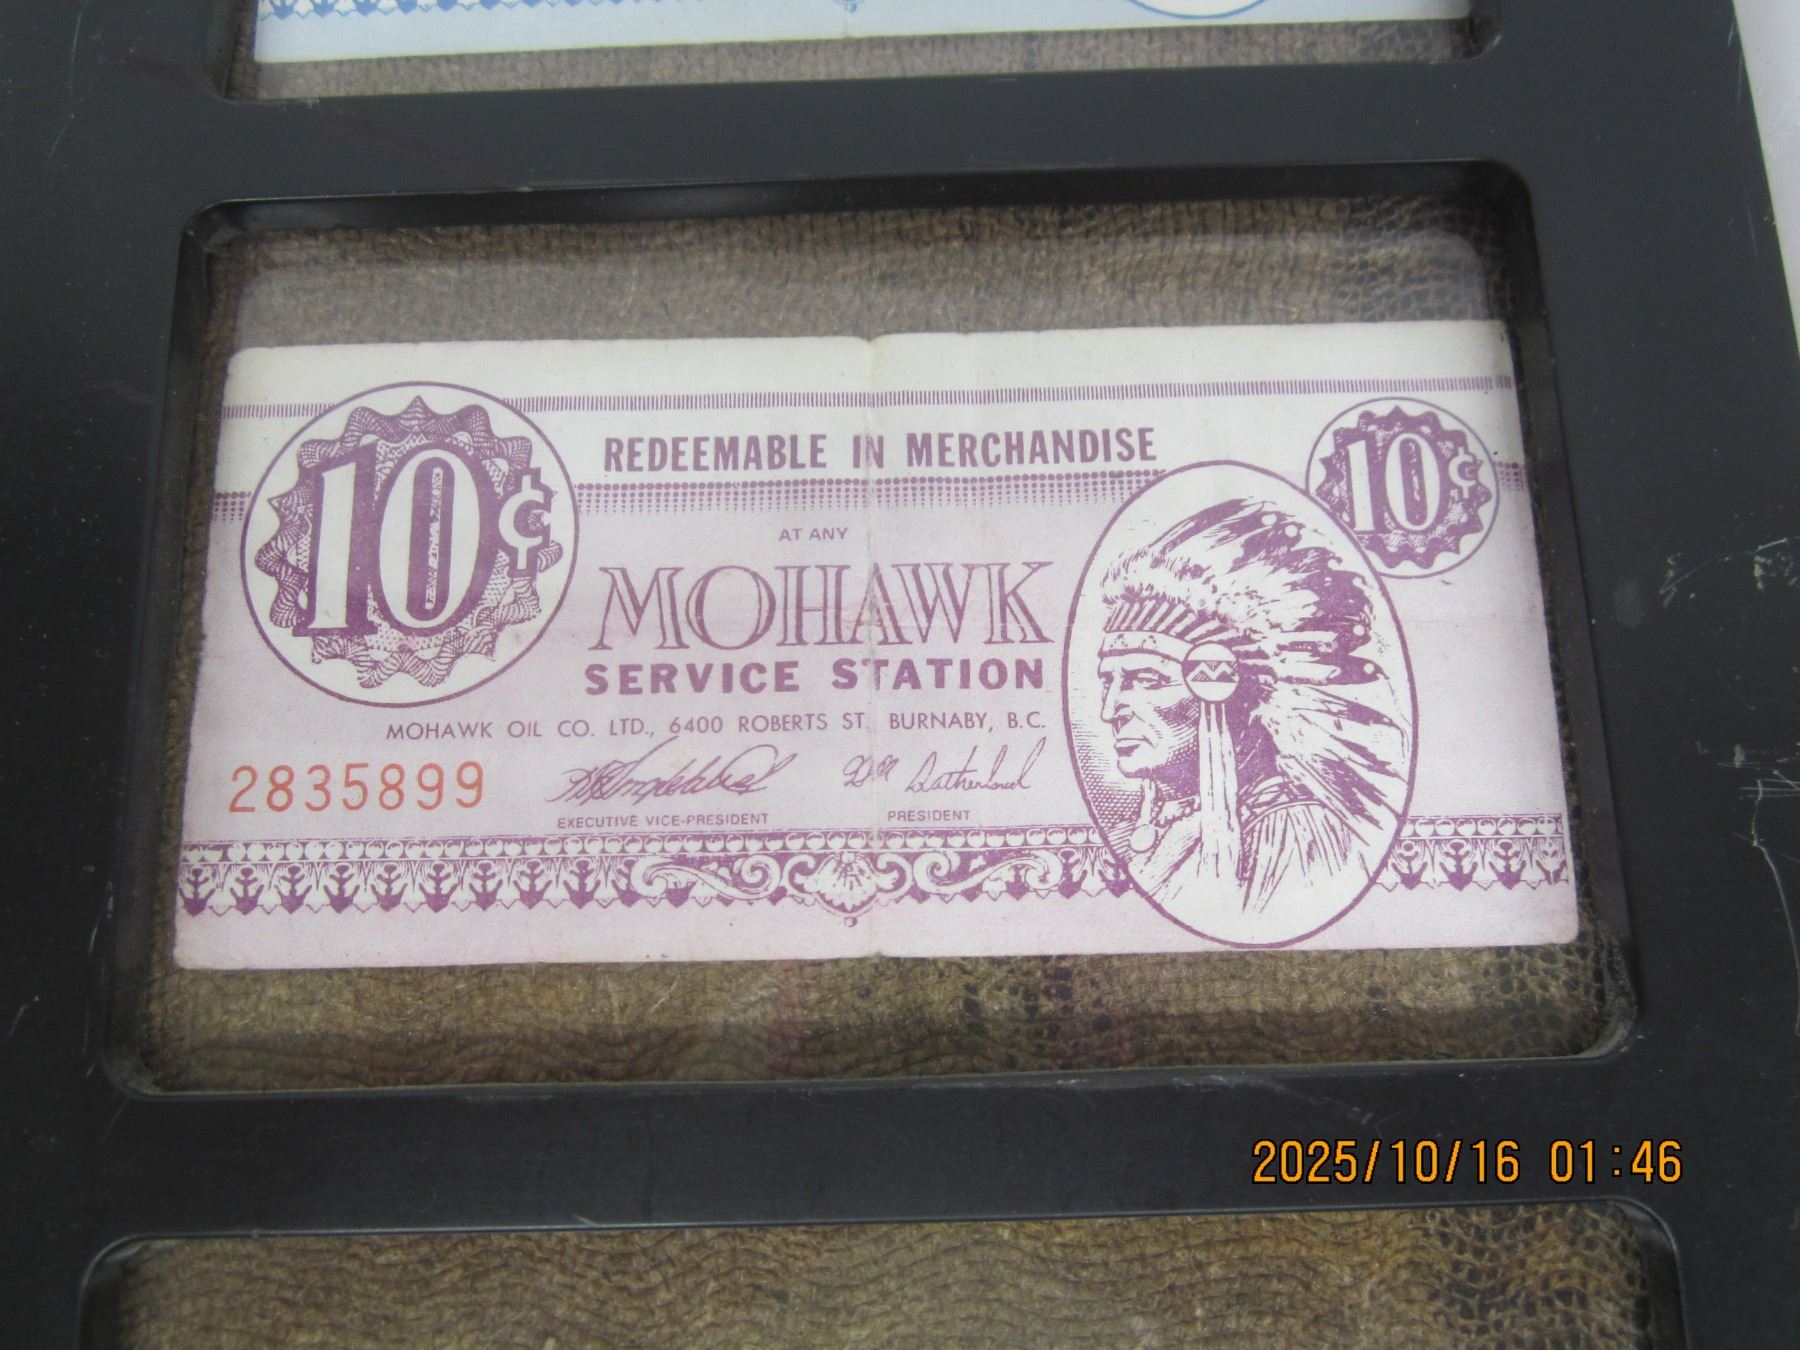 10¢
REDEEMABLE IN MERCHANDISE
10¢
AT ANY
MOHAWK
SERVICE STATION
MOHAWK OIL CO. LTD., 6400 ROBERTS ST. BURNABY, B.C.
2835899
EXECUTIVE VICE-PRESIDENT
PRESIDENT
2025/10/16 01:46